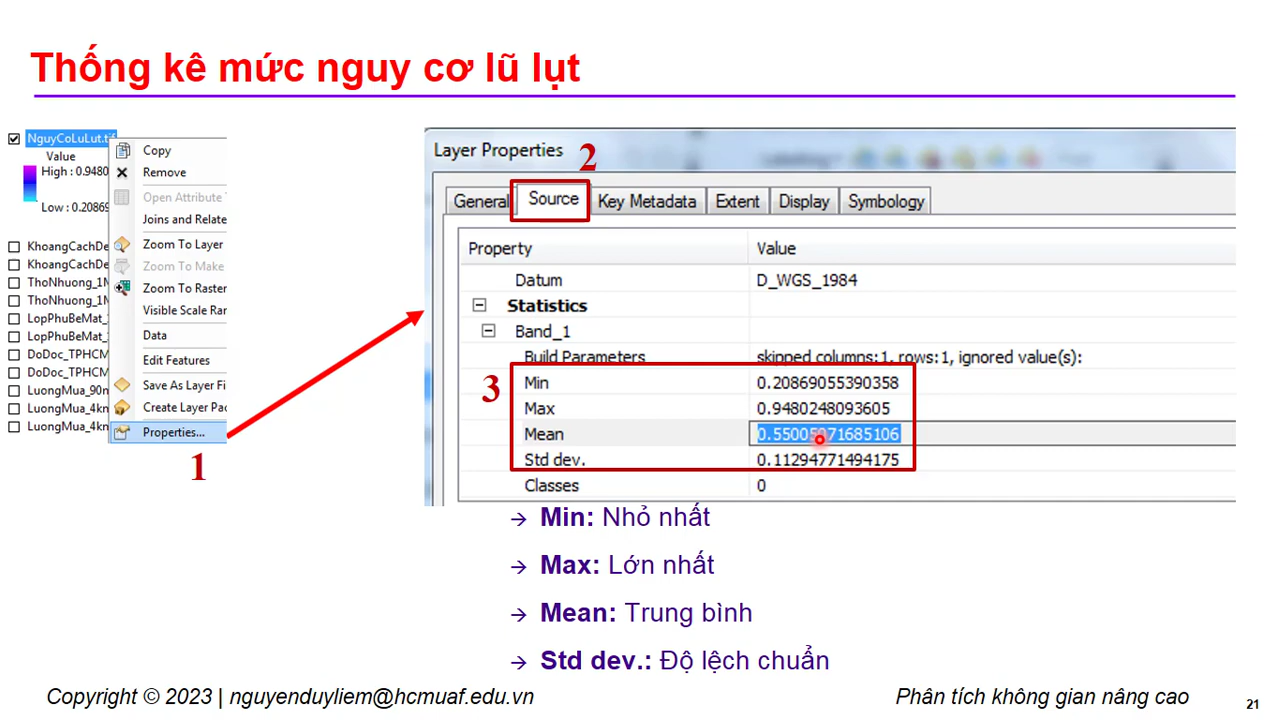 Thống kê mức nguy cơ lũ lụt
NguyCoLuLut.tif
Value
High : 0.9480
Low : 0.20869
KhoangCachDe
KhoangCachDe
ThoNhuong_1M
ThoNhuong_1M
LopPhuBeMat_
LopPhuBeMat_
DoDoc_TPHCM
DoDoc_TPHCM
LuongMua_90m
LuongMua_4km
LuongMua_4km
Copy
Remove
Open Attribute
Joins and Relate
Zoom To Layer
Zoom To Make
Zoom To Raster
Visible Scale Ran
Data
Edit Features
Save As Layer Fi
Create Layer Pac
Properties...
1
Layer Properties
2
General Source Key Metadata Extent Display Symbology
Property Value
Datum D_WGS_1984
Statistics
Band_1
Build Parameters skipped columns:1, rows:1, ignored value(s):
3
Min 0.20869055390358
Max 0.9480248093605
Mean
Std dev. 0.11294771494175
Classes 0
→ Min: Nhỏ nhất
→ Max: Lớn nhất
→ Mean: Trung bình
→ Std dev.: Độ lệch chuẩn
Copyright © 2023 | nguyenduyliem@hcmuaf.edu.vn
Phân tích không gian nâng cao
21